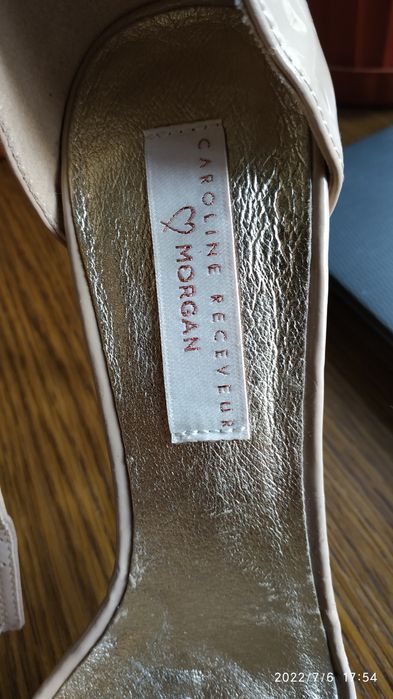 CAROLINE RECEVEUR
♡ MORGAN
2022/7/6 17:54